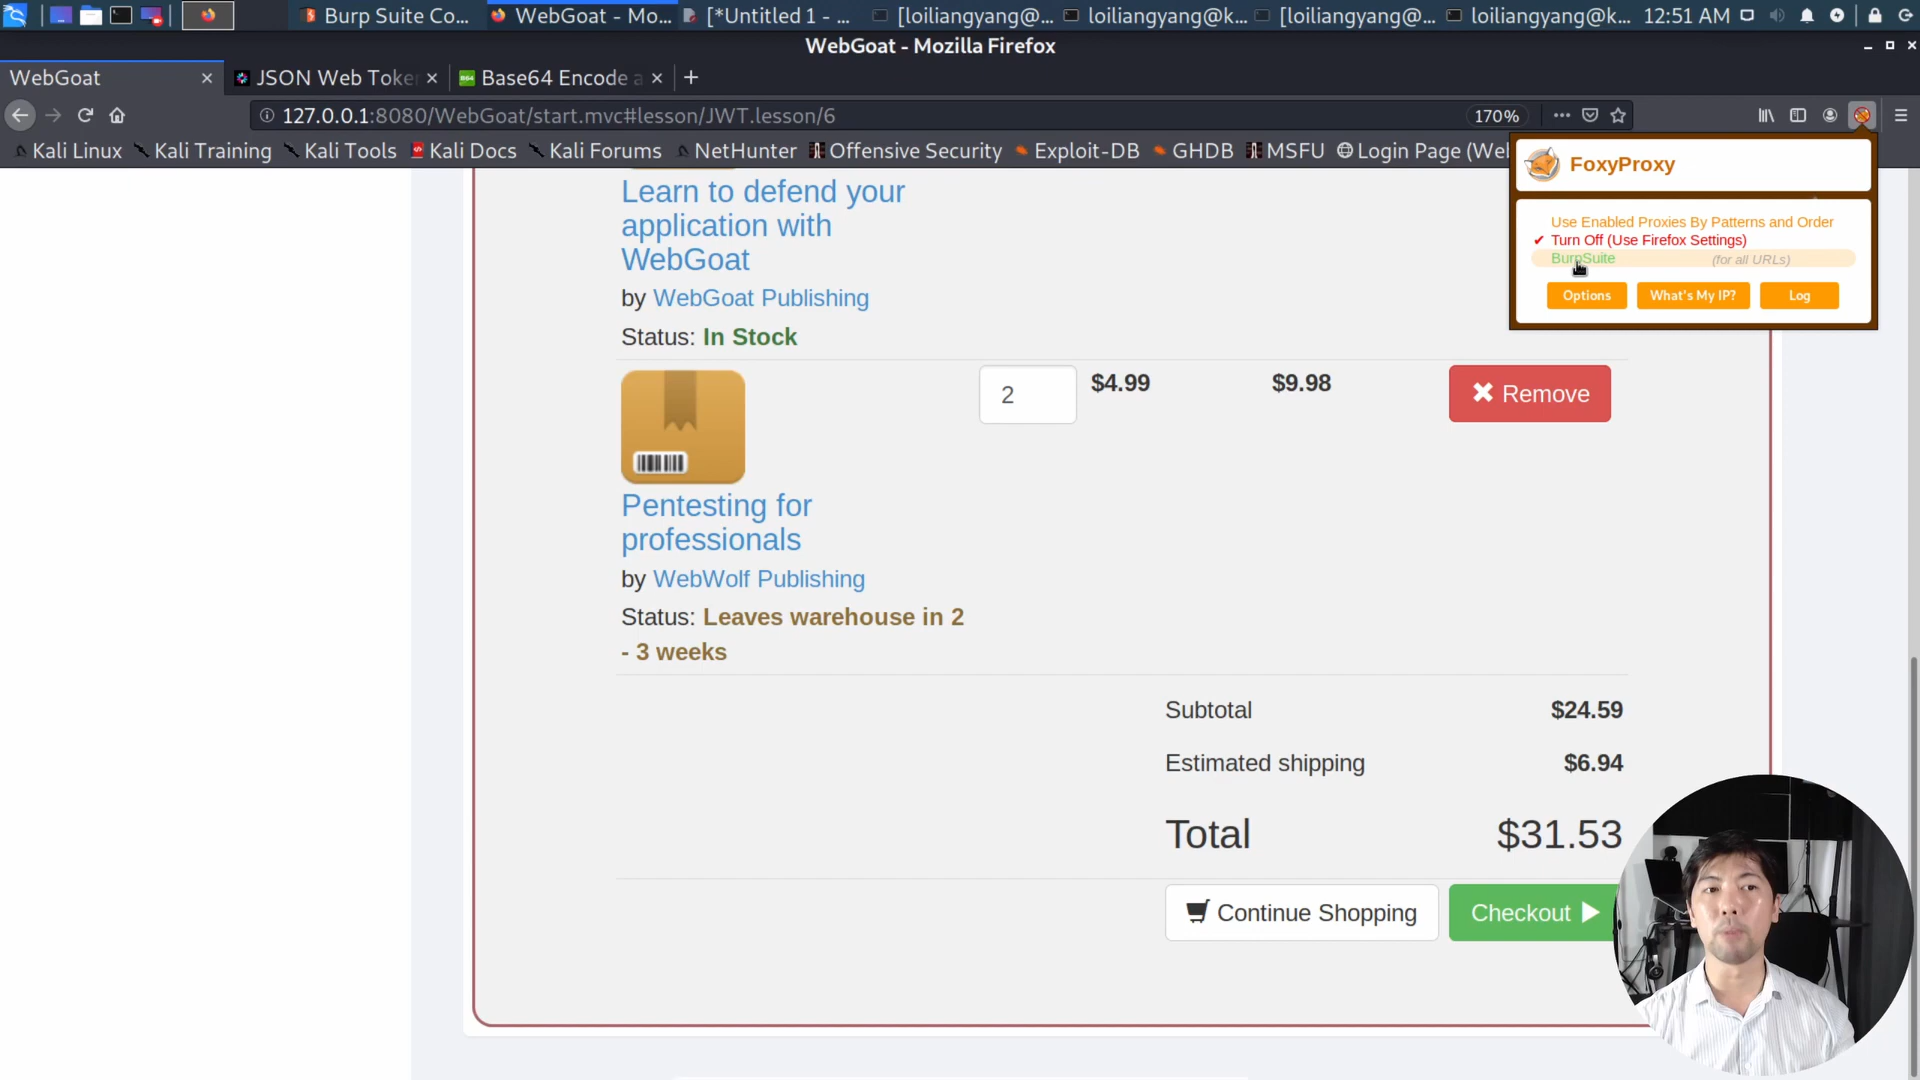 Burp Suite Co...
WebGoat - Mo...
[*Untitled 1 - ...
[loiliangyang@...
loiliangyang@k...
[loiliangyang@...
loiliangyang@k...
12:51 AM
WebGoat - Mozilla Firefox
WebGoat
JSON Web Toke
Base64 Encode a
127.0.0.1:8080/WebGoat/start.mvc#lesson/JWT.lesson/6
170%
Kali Linux
Kali Training
Kali Tools
Kali Docs
Kali Forums
NetHunter
Offensive Security
Exploit-DB
GHDB
MSFU
Login Page (We
FoxyProxy
Use Enabled Proxies By Patterns and Order
Turn Off (Use Firefox Settings)
BurpSuite (for all URLs)
Options
What's My IP?
Log
Learn to defend your
application with
WebGoat
by WebGoat Publishing
Status: In Stock
2
$4.99
$9.98
Remove
Pentesting for
professionals
by WebWolf Publishing
Status: Leaves warehouse in 2
- 3 weeks
Subtotal
$24.59
Estimated shipping
$6.94
Total
$31.53
Continue Shopping
Checkout